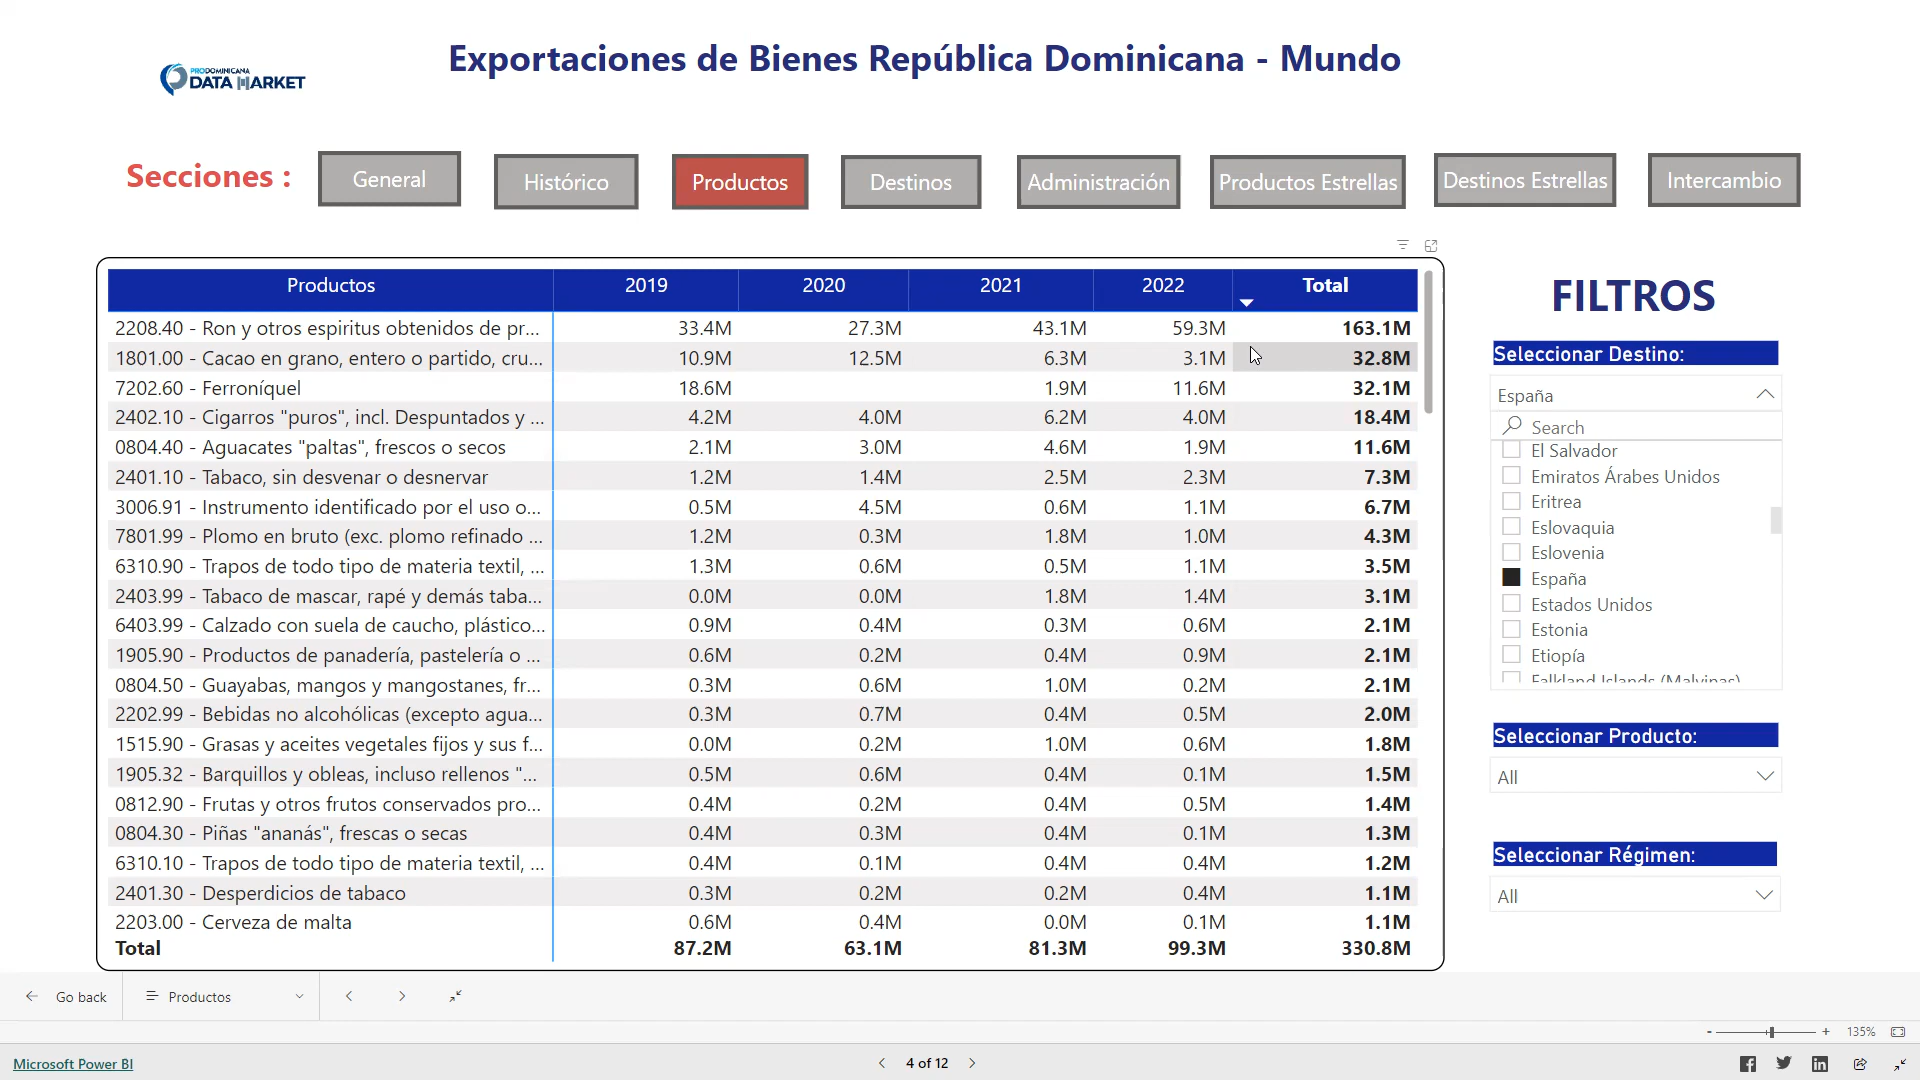 Exportaciones de Bienes República Dominicana - Mundo
PRODOMINICANA
DATA MARKET
Secciones :
General
Histórico
Productos
Destinos
Administración
Productos Estrellas
Destinos Estrellas
Intercambio
Productos 2019 2020 2021 2022 Total
2208.40 - Ron y otros espiritus obtenidos de pr... 33.4M 27.3M 43.1M 59.3M 163.1M
1801.00 - Cacao en grano, entero o partido, cru... 10.9M 12.5M 6.3M 3.1M 32.8M
7202.60 - Ferroníquel 18.6M 1.9M 11.6M 32.1M
2402.10 - Cigarros "puros", incl. Despuntados y ... 4.2M 4.0M 6.2M 4.0M 18.4M
0804.40 - Aguacates "paltas", frescos o secos 2.1M 3.0M 4.6M 1.9M 11.6M
2401.10 - Tabaco, sin desvenar o desnervar 1.2M 1.4M 2.5M 2.3M 7.3M
3006.91 - Instrumento identificado por el uso o... 0.5M 4.5M 0.6M 1.1M 6.7M
7801.99 - Plomo en bruto (exc. plomo refinado ... 1.2M 0.3M 1.8M 1.0M 4.3M
6310.90 - Trapos de todo tipo de materia textil, ... 1.3M 0.6M 0.5M 1.1M 3.5M
2403.99 - Tabaco de mascar, rapé y demás taba... 0.0M 0.0M 1.8M 1.4M 3.1M
6403.99 - Calzado con suela de caucho, plástico... 0.9M 0.4M 0.3M 0.6M 2.1M
1905.90 - Productos de panadería, pastelería o ... 0.6M 0.2M 0.4M 0.9M 2.1M
0804.50 - Guayabas, mangos y mangostanes, fr... 0.3M 0.6M 1.0M 0.2M 2.1M
2202.99 - Bebidas no alcohólicas (excepto agua... 0.3M 0.7M 0.4M 0.5M 2.0M
1515.90 - Grasas y aceites vegetales fijos y sus f... 0.0M 0.2M 1.0M 0.6M 1.8M
1905.32 - Barquillos y obleas, incluso rellenos "... 0.5M 0.6M 0.4M 0.1M 1.5M
0812.90 - Frutas y otros frutos conservados pro... 0.4M 0.2M 0.4M 0.5M 1.4M
0804.30 - Piñas "ananás", frescas o secas 0.4M 0.3M 0.4M 0.1M 1.3M
6310.10 - Trapos de todo tipo de materia textil, ... 0.4M 0.1M 0.4M 0.4M 1.2M
2401.30 - Desperdicios de tabaco 0.3M 0.2M 0.2M 0.4M 1.1M
2203.00 - Cerveza de malta 0.6M 0.4M 0.0M 0.1M 1.1M
Total 87.2M 63.1M 81.3M 99.3M 330.8M
FILTROS
Seleccionar Destino:
España
Search
El Salvador
Emiratos Árabes Unidos
Eritrea
Eslovaquia
Eslovenia
España
Estados Unidos
Estonia
Etiopía
Falkland Islands (Malvinas)
Seleccionar Producto:
All
Seleccionar Régimen:
All
Go back
Productos
- + 135%
Microsoft Power BI
4 of 12